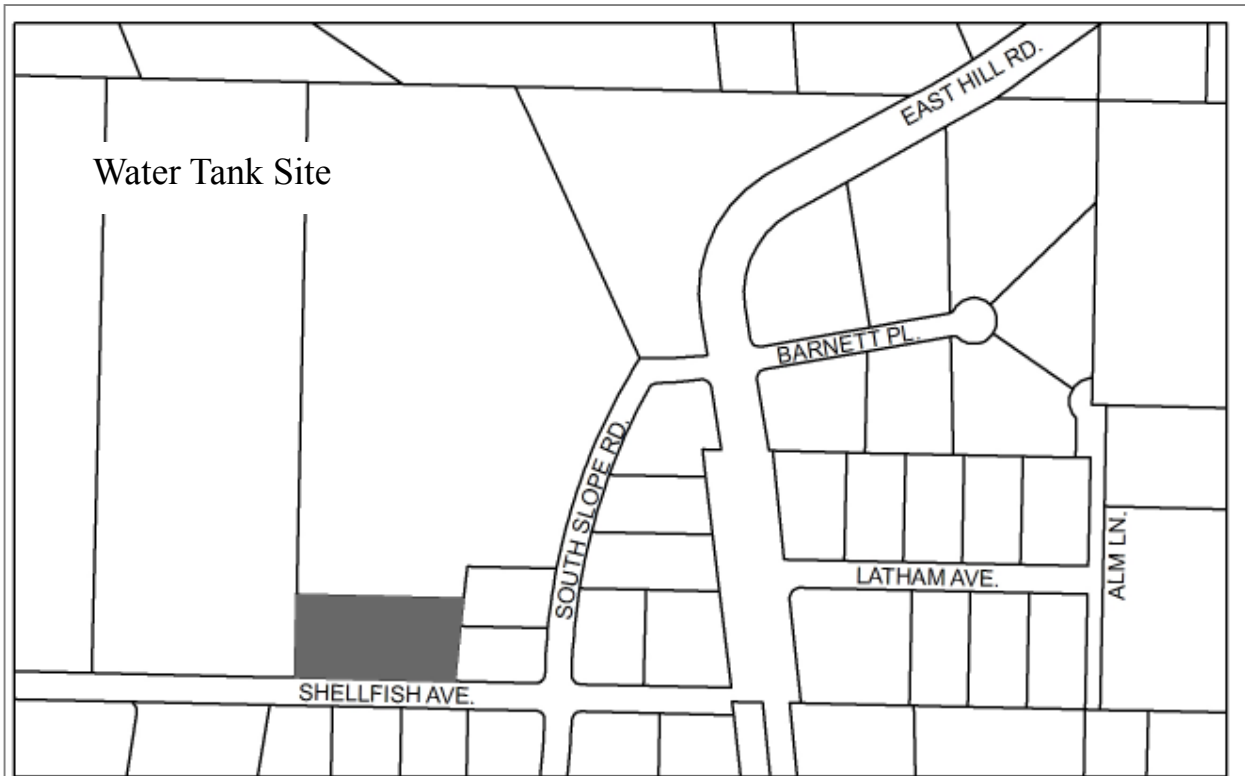 EAST HILL RD.
Water Tank Site
BARNETT PL.
SOUTH SLOPE RD.
ALM LN.
LATHAM AVE.
SHELLFISH AVE.